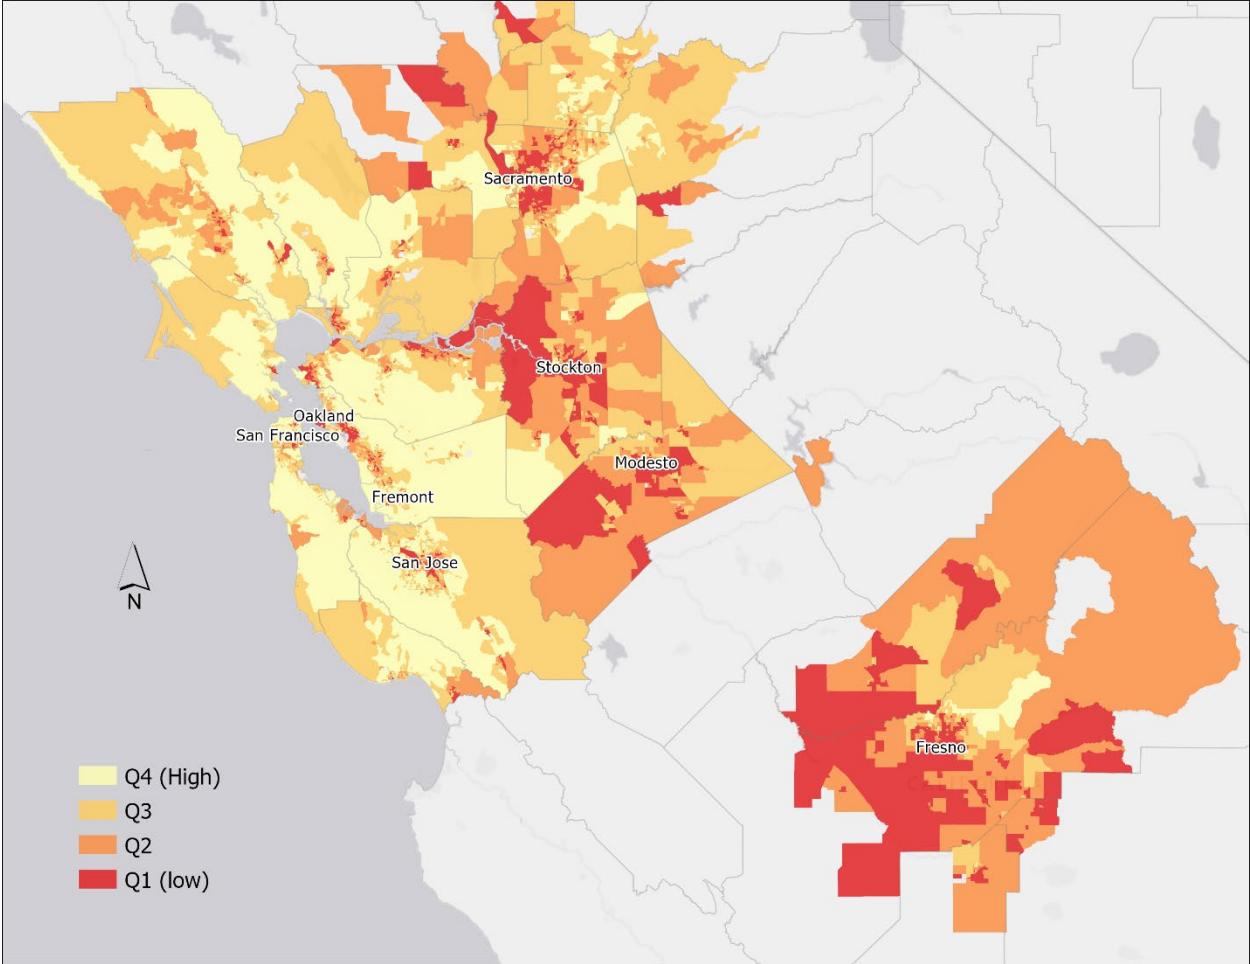 Sacramento
Stockton
Oakland
San Francisco
Modesto
Fremont
San Jose
N
Fresno
Q4 (High)
Q3
Q2
Q1 (low)